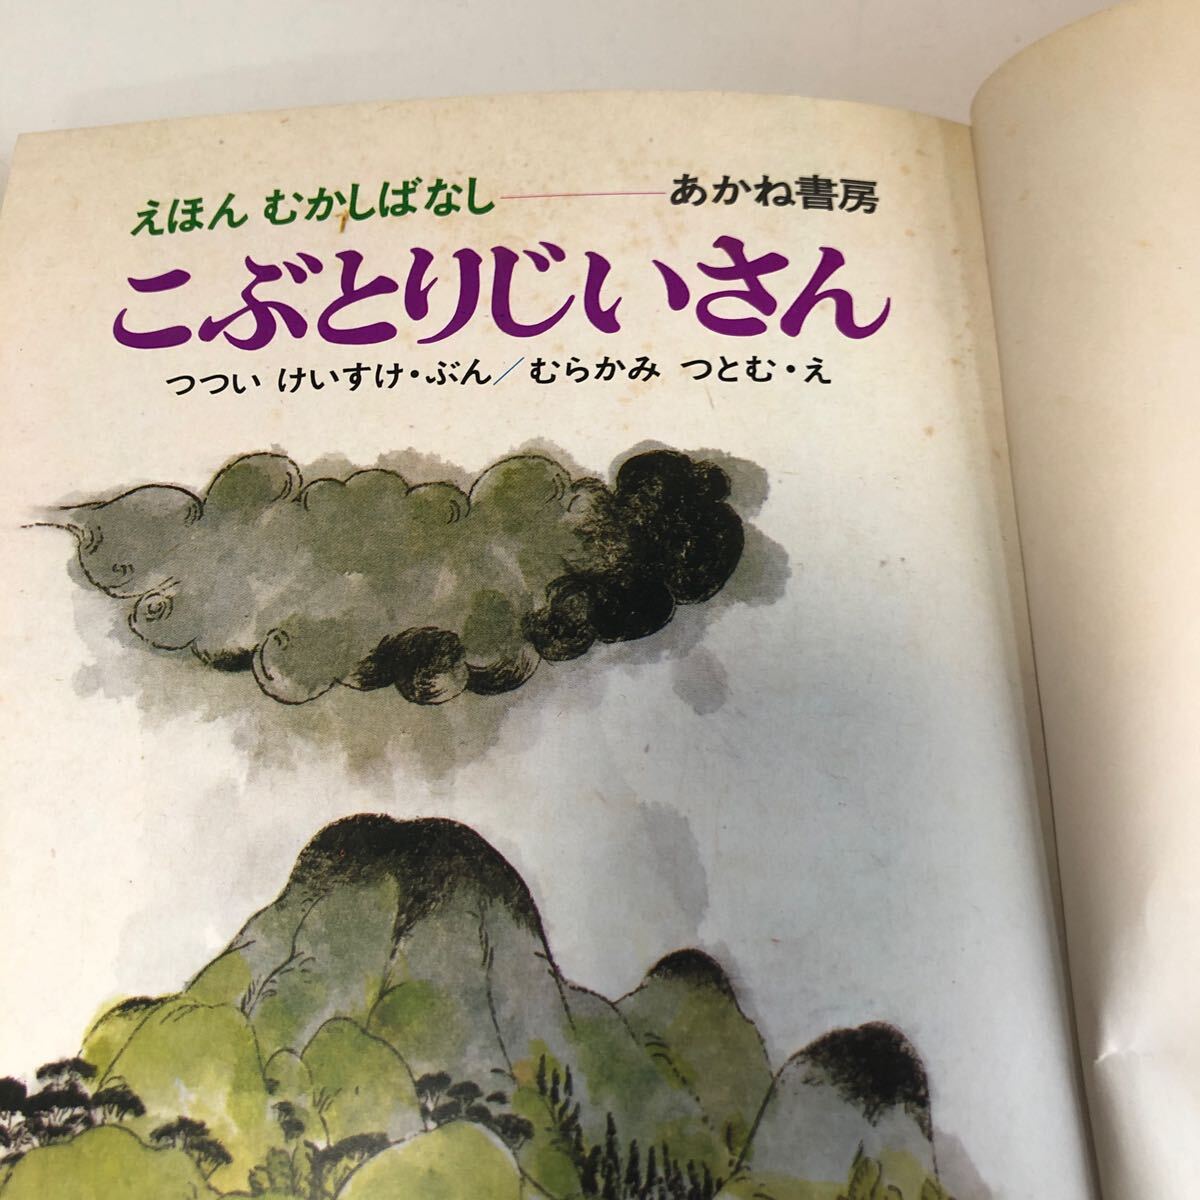 えほん むかしばなし――あかね書房
こぶとりじいさん
つつい けいすけ・ぶん／むらかみ つとむ・え